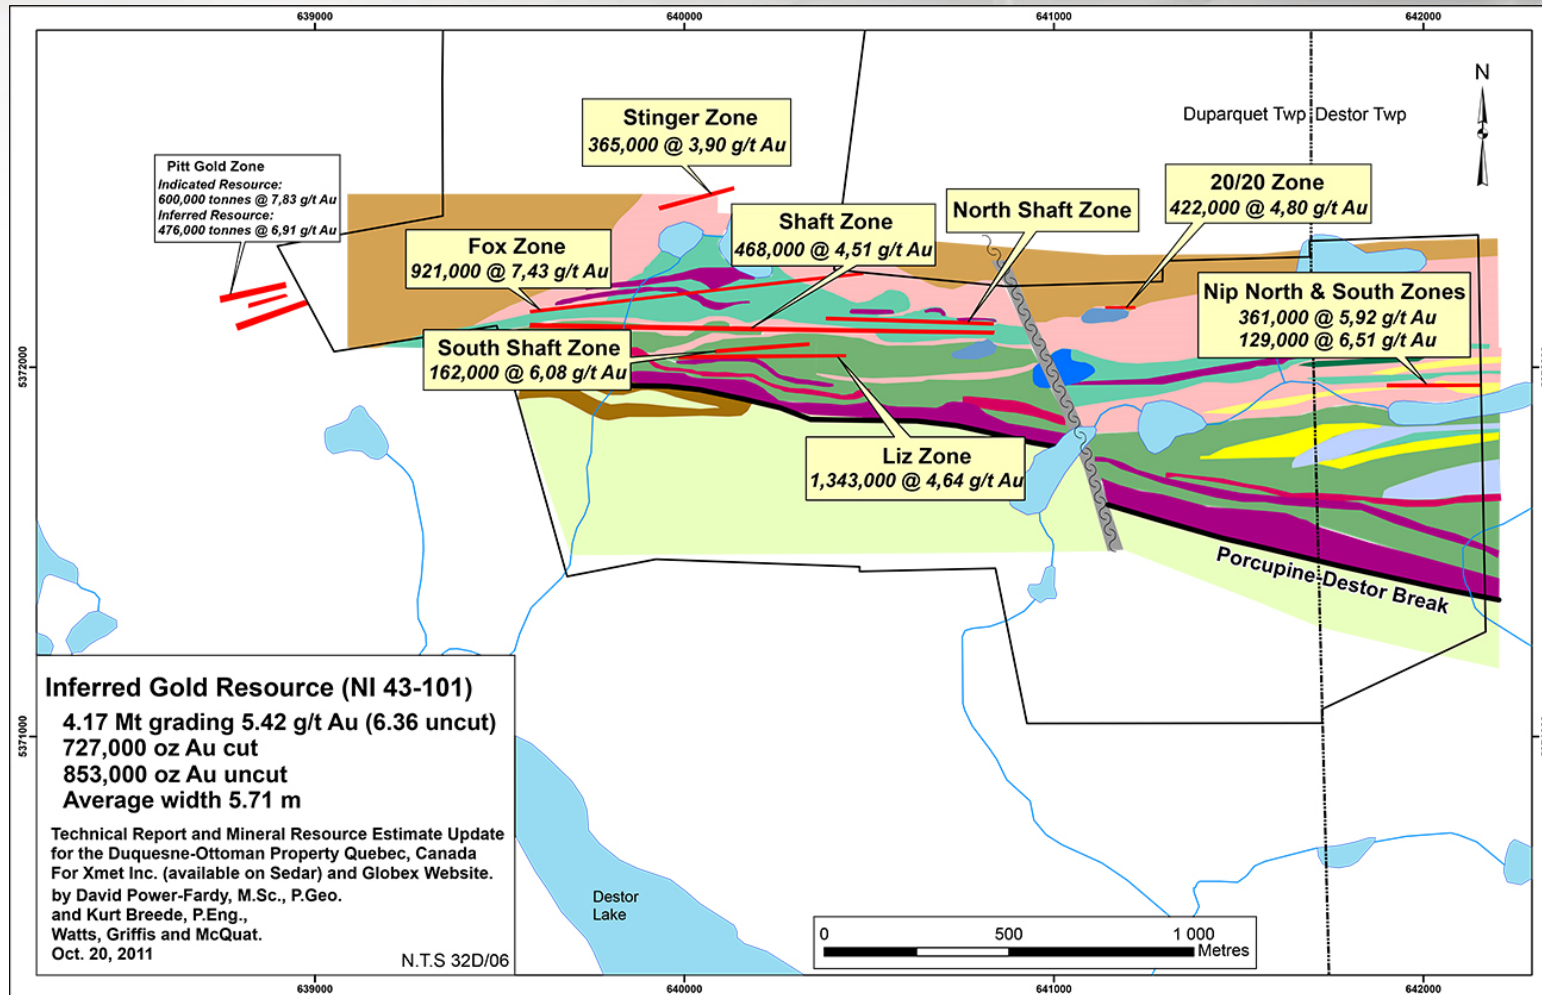 639000
640000
641000
642000
N
Duparquet Twp
Destor Twp
Stinger Zone
365,000 @ 3,90 g/t Au
Pitt Gold Zone
Indicated Resource:
600,000 tonnes @ 7,83 g/t Au
Inferred Resource:
476,000 tonnes @ 6,91 g/t Au
20/20 Zone
422,000 @ 4,80 g/t Au
North Shaft Zone
Shaft Zone
468,000 @ 4,51 g/t Au
Fox Zone
921,000 @ 7,43 g/t Au
Nip North & South Zones
361,000 @ 5,92 g/t Au
129,000 @ 6,51 g/t Au
South Shaft Zone
162,000 @ 6,08 g/t Au
5372000
Liz Zone
1,343,000 @ 4,64 g/t Au
Porcupine-Destor Break
5371000
Inferred Gold Resource (NI 43-101)
4.17 Mt grading 5.42 g/t Au (6.36 uncut)
727,000 oz Au cut
853,000 oz Au uncut
Average width 5.71 m
Technical Report and Mineral Resource Estimate Update
for the Duquesne-Ottoman Property Quebec, Canada
For Xmet Inc. (available on Sedar) and Globex Website.
by David Power-Fardy, M.Sc., P.Geo.
and Kurt Breede, P.Eng.,
Watts, Griffis and McQuat.
Oct. 20, 2011
N.T.S 32D/06
Destor
Lake
0
500
1 000
Metres
639000
640000
641000
642000